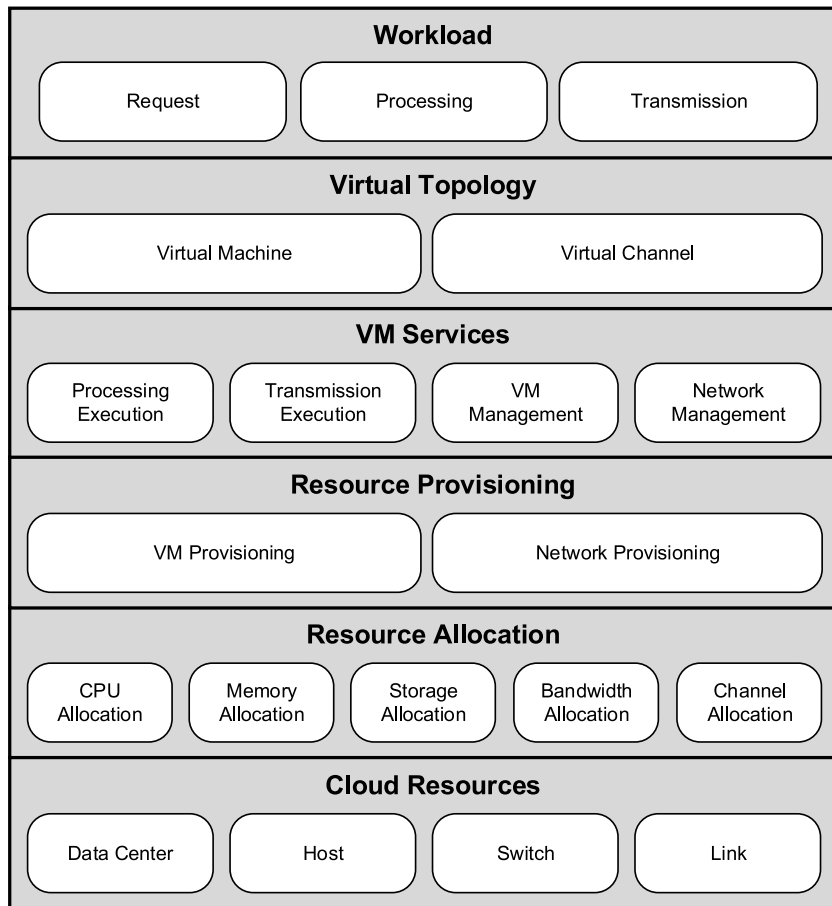 Workload
Request
Processing
Transmission
Virtual Topology
Virtual Machine
Virtual Channel
VM Services
Processing
Execution
Transmission
Execution
VM
Management
Network
Management
Resource Provisioning
VM Provisioning
Network Provisioning
Resource Allocation
CPU
Allocation
Memory
Allocation
Storage
Allocation
Bandwidth
Allocation
Channel
Allocation
Cloud Resources
Data Center
Host
Switch
Link